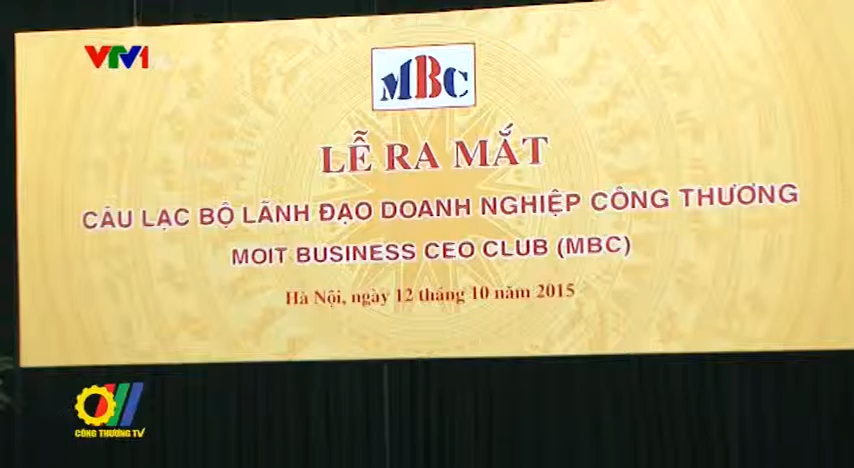 VTV1
MBC
LỄ RA MẮT
CÂU LẠC BỘ LÃNH ĐẠO DOANH NGHIỆP CÔNG THƯƠNG
MOIT BUSINESS CEO CLUB (MBC)
Hà Nội, ngày 12 tháng 10 năm 2015
CÔNG THƯƠNG TV